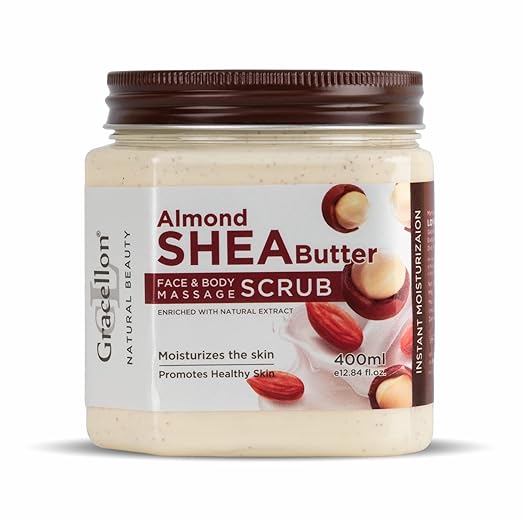 Gracellon®
NATURAL BEAUTY
Almond
SHEA Butter
FACE & BODY
MASSAGE SCRUB
ENRICHED WITH NATURAL EXTRACT
Moisturizes the skin
Promotes Healthy Skin
400ml
e12.84 fl.oz.
INSTANT MOISTURIZAION